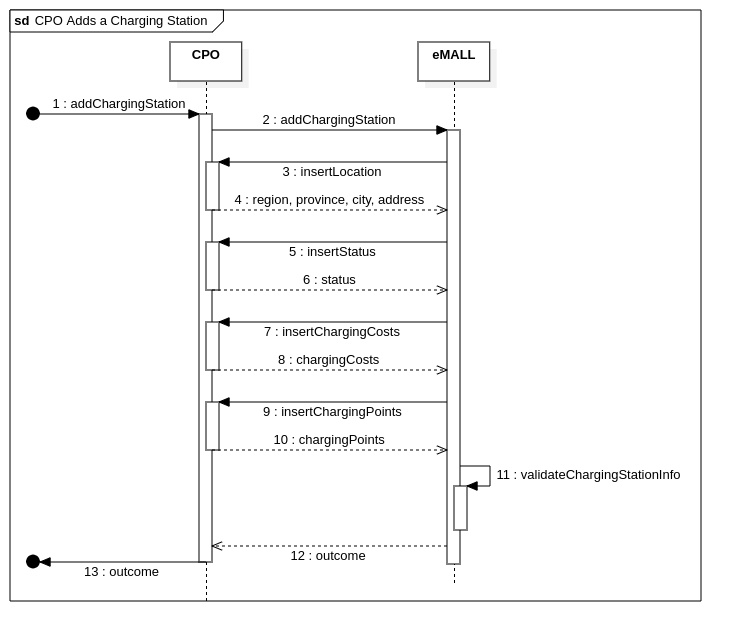 sd CPO Adds a Charging Station
CPO
eMALL
1 : addChargingStation
2 : addChargingStation
3 : insertLocation
4 : region, province, city, address
5 : insertStatus
6 : status
7 : insertChargingCosts
8 : chargingCosts
9 : insertChargingPoints
10 : chargingPoints
11 : validateChargingStationInfo
12 : outcome
13 : outcome